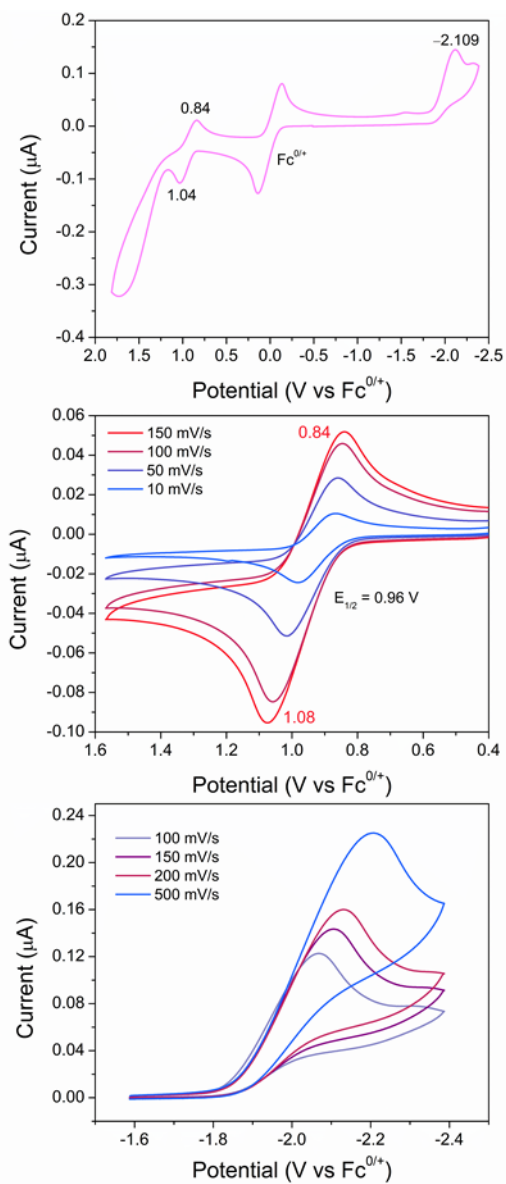 −2.109
0.84
1.04
Fc0/+
0.2
0.1
0.0
-0.1
-0.2
-0.3
-0.4
Current (μA)
2.0 1.5 1.0 0.5 0.0 -0.5 -1.0 -1.5 -2.0 -2.5
Potential (V vs Fc0/+)
150 mV/s
100 mV/s
50 mV/s
10 mV/s
0.84
1.08
E1/2 = 0.96 V
0.06
0.04
0.02
0.00
-0.02
-0.04
-0.06
-0.08
-0.10
Current (μA)
1.6 1.4 1.2 1.0 0.8 0.6 0.4
Potential (V vs Fc0/+)
100 mV/s
150 mV/s
200 mV/s
500 mV/s
0.24
0.20
0.16
0.12
0.08
0.04
0.00
Current (μA)
-1.6 -1.8 -2.0 -2.2 -2.4
Potential (V vs Fc0/+)